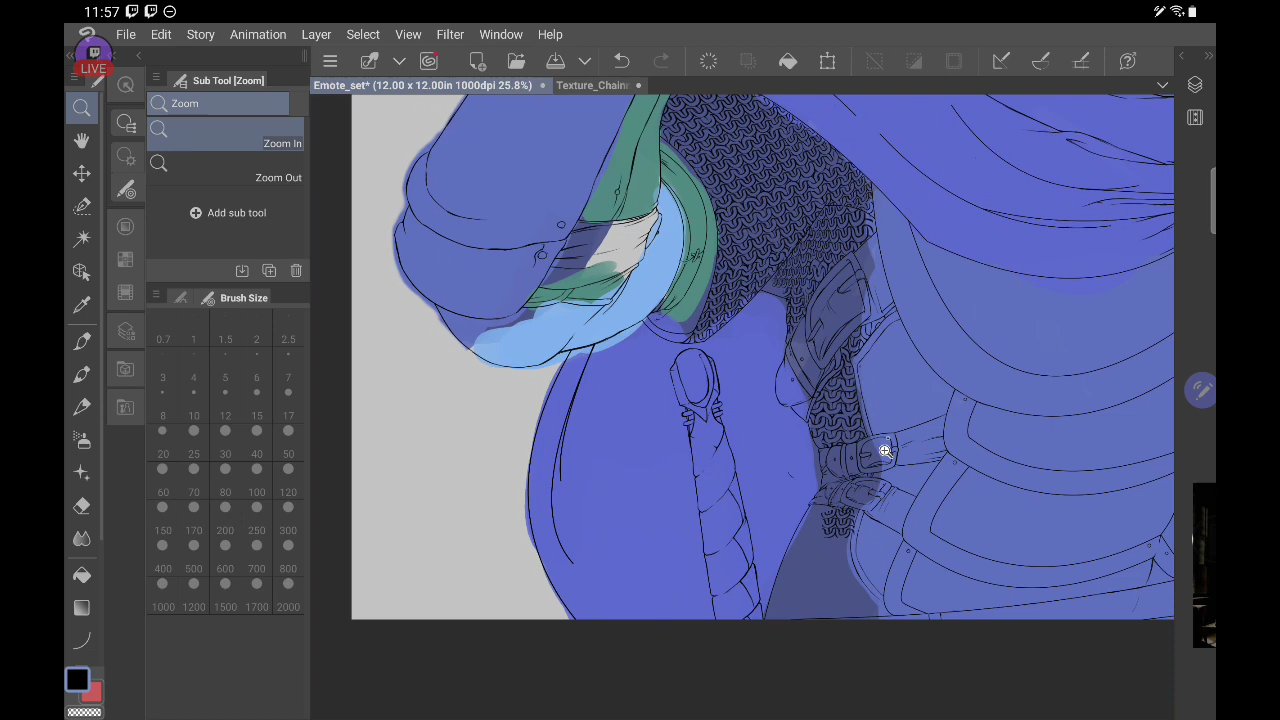 11:57
File Edit Story Animation Layer Select View Filter Window Help
LIVE
Sub Tool [Zoom]
Emote_set* (12.00 x 12.00in 1000dpi 25.8%)
Texture_Chainm
Zoom
Zoom In
Zoom Out
Add sub tool
Brush Size
0.7 1 1.5 2 2.5
3 4 5 6 7
8 10 12 15 17
20 25 30 40 50
60 70 80 100 120
150 170 200 250 300
400 500 600 700 800
1000 1200 1500 1700 2000